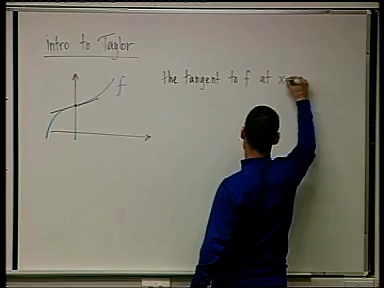 intro to Taylor
f
the tangent to f at x